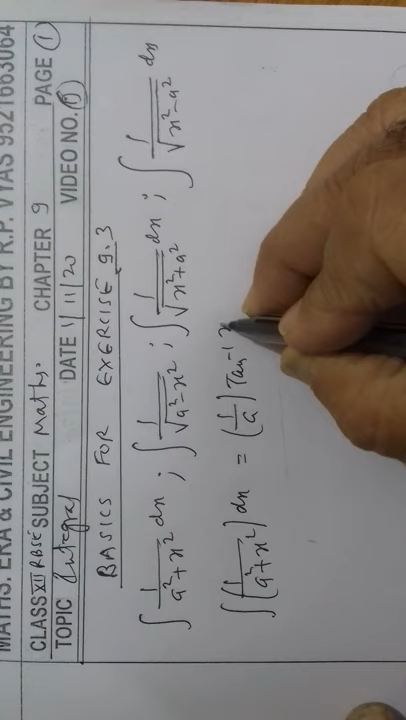 MATHS. ERA & CIVIL ENGINEERING BY R.P. VYAS 9521663064
CLASS XII RBSE SUBJECT Maths. CHAPTER 9 PAGE 1
TOPIC Integral DATE 1/11/20 VIDEO NO. 1
BASICS FOR EXERCISE 9.3
∫ 1/(a²+x²) dx ; ∫ 1/√(a²-x²) ; ∫ 1/√(x²+a²) dx ; ∫ 1/√(x²-a²) dx
∫ (1/(a²+x²)) dx = (1/a) Tan⁻¹